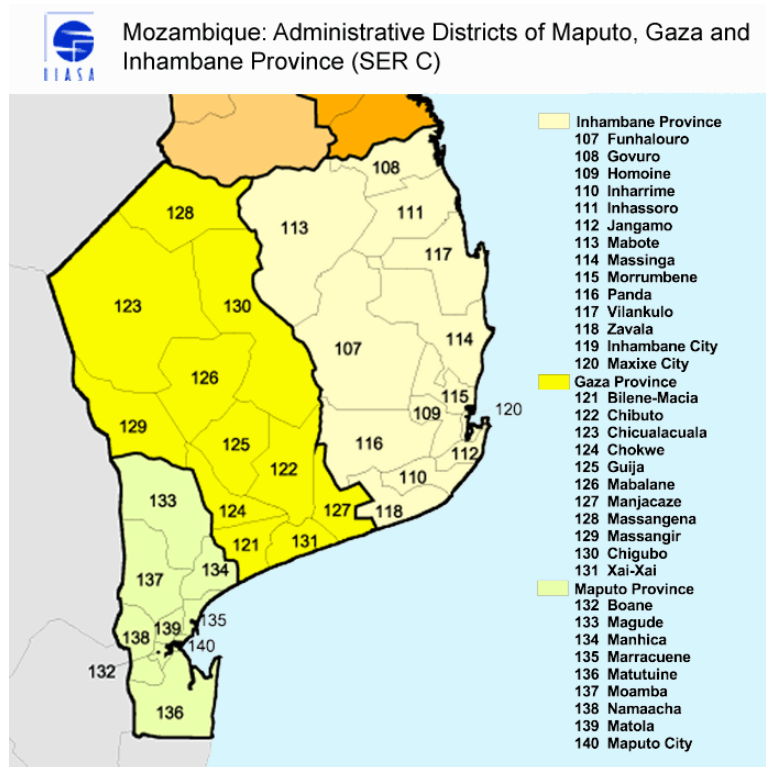 Mozambique: Administrative Districts of Maputo, Gaza and
Inhambane Province (SER C)
IIASA
108
128
111
113
117
123
130
107
114
126
115
120
109
129
125
116
112
122
110
124
127
118
133
121
131
134
137
139
135
138
140
132
136
Inhambane Province
107 Funhalouro
108 Govuro
109 Homoine
110 Inharrime
111 Inhassoro
112 Jangamo
113 Mabote
114 Massinga
115 Morrumbene
116 Panda
117 Vilankulo
118 Zavala
119 Inhambane City
120 Maxixe City
Gaza Province
121 Bilene-Macia
122 Chibuto
123 Chicualacuala
124 Chokwe
125 Guija
126 Mabalane
127 Manjacaze
128 Massangena
129 Massangir
130 Chigubo
131 Xai-Xai
Maputo Province
132 Boane
133 Magude
134 Manhica
135 Marracuene
136 Matutuine
137 Moamba
138 Namaacha
139 Matola
140 Maputo City